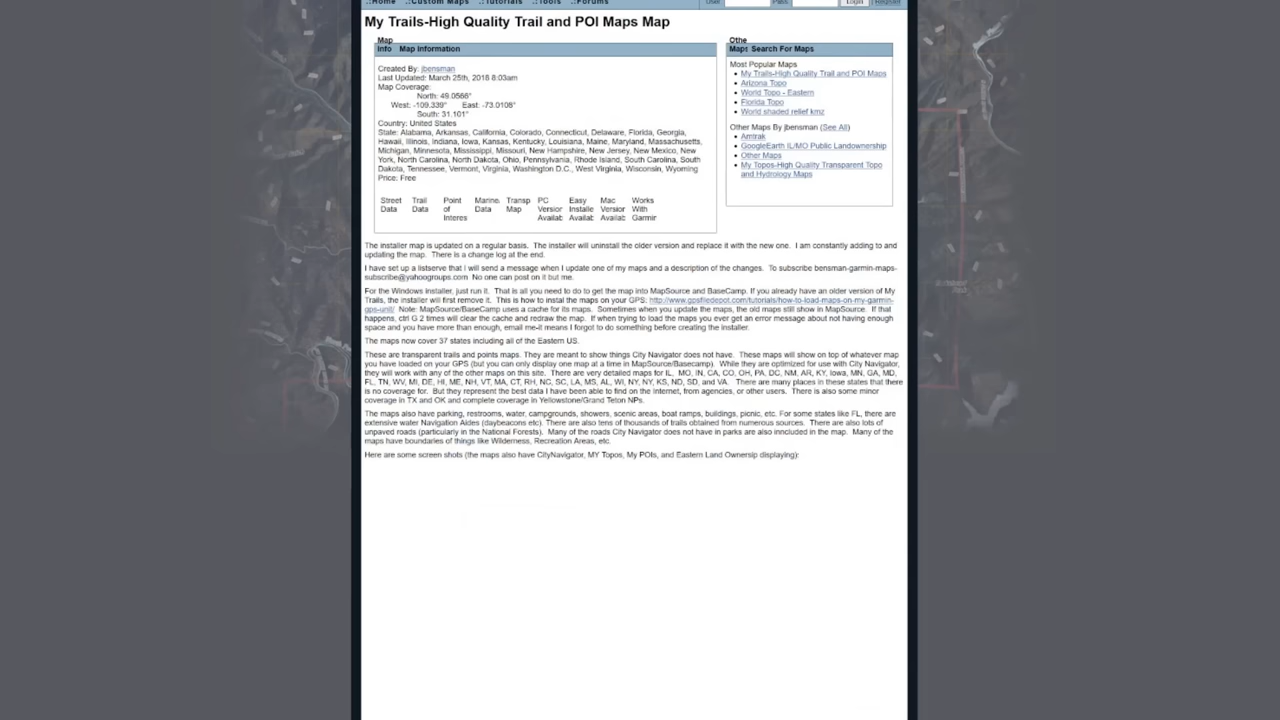 .::Home .::Custom Maps .::Tutorials .::Tools .::Forums User Pass Login Register
My Trails-High Quality Trail and POI Maps Map
Map
Info Map Information
Created By: jbensman
Last Updated: March 25th, 2018 8:03am
Map Coverage:
North: 49.0566°
West: -109.339° East: -73.0108°
South: 31.101°
Country: United States
State: Alabama, Arkansas, California, Colorado, Connecticut, Delaware, Florida, Georgia,
Hawaii, Illinois, Indiana, Iowa, Kansas, Kentucky, Louisiana, Maine, Maryland, Massachusetts,
Michigan, Minnesota, Mississippi, Missouri, New Hampshire, New Jersey, New Mexico, New
York, North Carolina, North Dakota, Ohio, Pennsylvania, Rhode Island, South Carolina, South
Dakota, Tennessee, Vermont, Virginia, Washington D.C., West Virginia, Wisconsin, Wyoming
Price: Free
Street Trail Point Marine Transp PC Easy Mac Works
Data Data of Data Map Version Installe Version With
Interes Availab Availab Availab Garmin
Othe
Maps Search For Maps
Most Popular Maps
My Trails-High Quality Trail and POI Maps
Arizona Topo
World Topo - Eastern
Florida Topo
World shaded relief kmz
Other Maps By jbensman (See All)
Amtrak
GoogleEarth IL/MO Public Landownership
Other Maps
My Topos-High Quality Transparent Topo
and Hydrology Maps
The installer map is updated on a regular basis. The installer will uninstall the older version and replace it with the new one. I am constantly adding to and
updating the map. There is a change log at the end.
I have set up a listserve that I will send a message when I update one of my maps and a description of the changes. To subscribe bensman-garmin-maps-
subscribe@yahoogroups.com No one can post on it but me.
For the Windows installer, just run it. That is all you need to do to get the map into MapSource and BaseCamp. If you already have an older version of My
Trails, the installer will first remove it. This is how to install the maps on your GPS: http://www.gpsfiledepot.com/tutorials/how-to-load-maps-on-my-garmin-
gps-unit/ Note: MapSource/BaseCamp uses a cache for its maps. Sometimes when you update the maps, the old maps still show in MapSource. If that
happens, ctrl G 2 times will clear the cache and redraw the map. If when trying to load the maps you ever get an error message about not having enough
space and you have more than enough, email me-it means I forgot to do something before creating the installer.
The maps now cover 37 states including all of the Eastern US.
These are transparent trails and points maps. They are meant to show things City Navigator does not have. These maps will show on top of whatever map
you have loaded on your GPS (but you can only display one map at a time in MapSource/Basecamp). While they are optimized for use with City Navigator,
they will work with any of the other maps on this site. There are very detailed maps for IL, MO, IN, CA, CO, OH, PA, DC, NM, AR, KY, Iowa, MN, GA, MD,
FL, TN, WV, MI, DE, HI, ME, NH, VT, MA, CT, RH, NC, SC, LA, MS, AL, WI, NY, NY, KS, ND, SD, and VA. There are many places in these states that there
is no coverage for. But they represent the best data I have been able to find on the internet, from agencies, or other users. There is also some minor
coverage in TX and OK and complete coverage in Yellowstone/Grand Teton NPs.
The maps also have parking, restrooms, water, campgrounds, showers, scenic areas, boat ramps, buildings, picnic, etc. For some states like FL, there are
extensive water Navigation Aides (daybeacons etc). There are also tens of thousands of trails obtained from numerous sources. There are also lots of
unpaved roads (particularly in the National Forests). Many of the roads City Navigator does not have in parks are also inncluded in the map. Many of the
maps have boundaries of things like Wilderness, Recreation Areas, etc.
Here are some screen shots (the maps also have CityNavigator, MY Topos, My POIs, and Eastern Land Ownersip displaying):